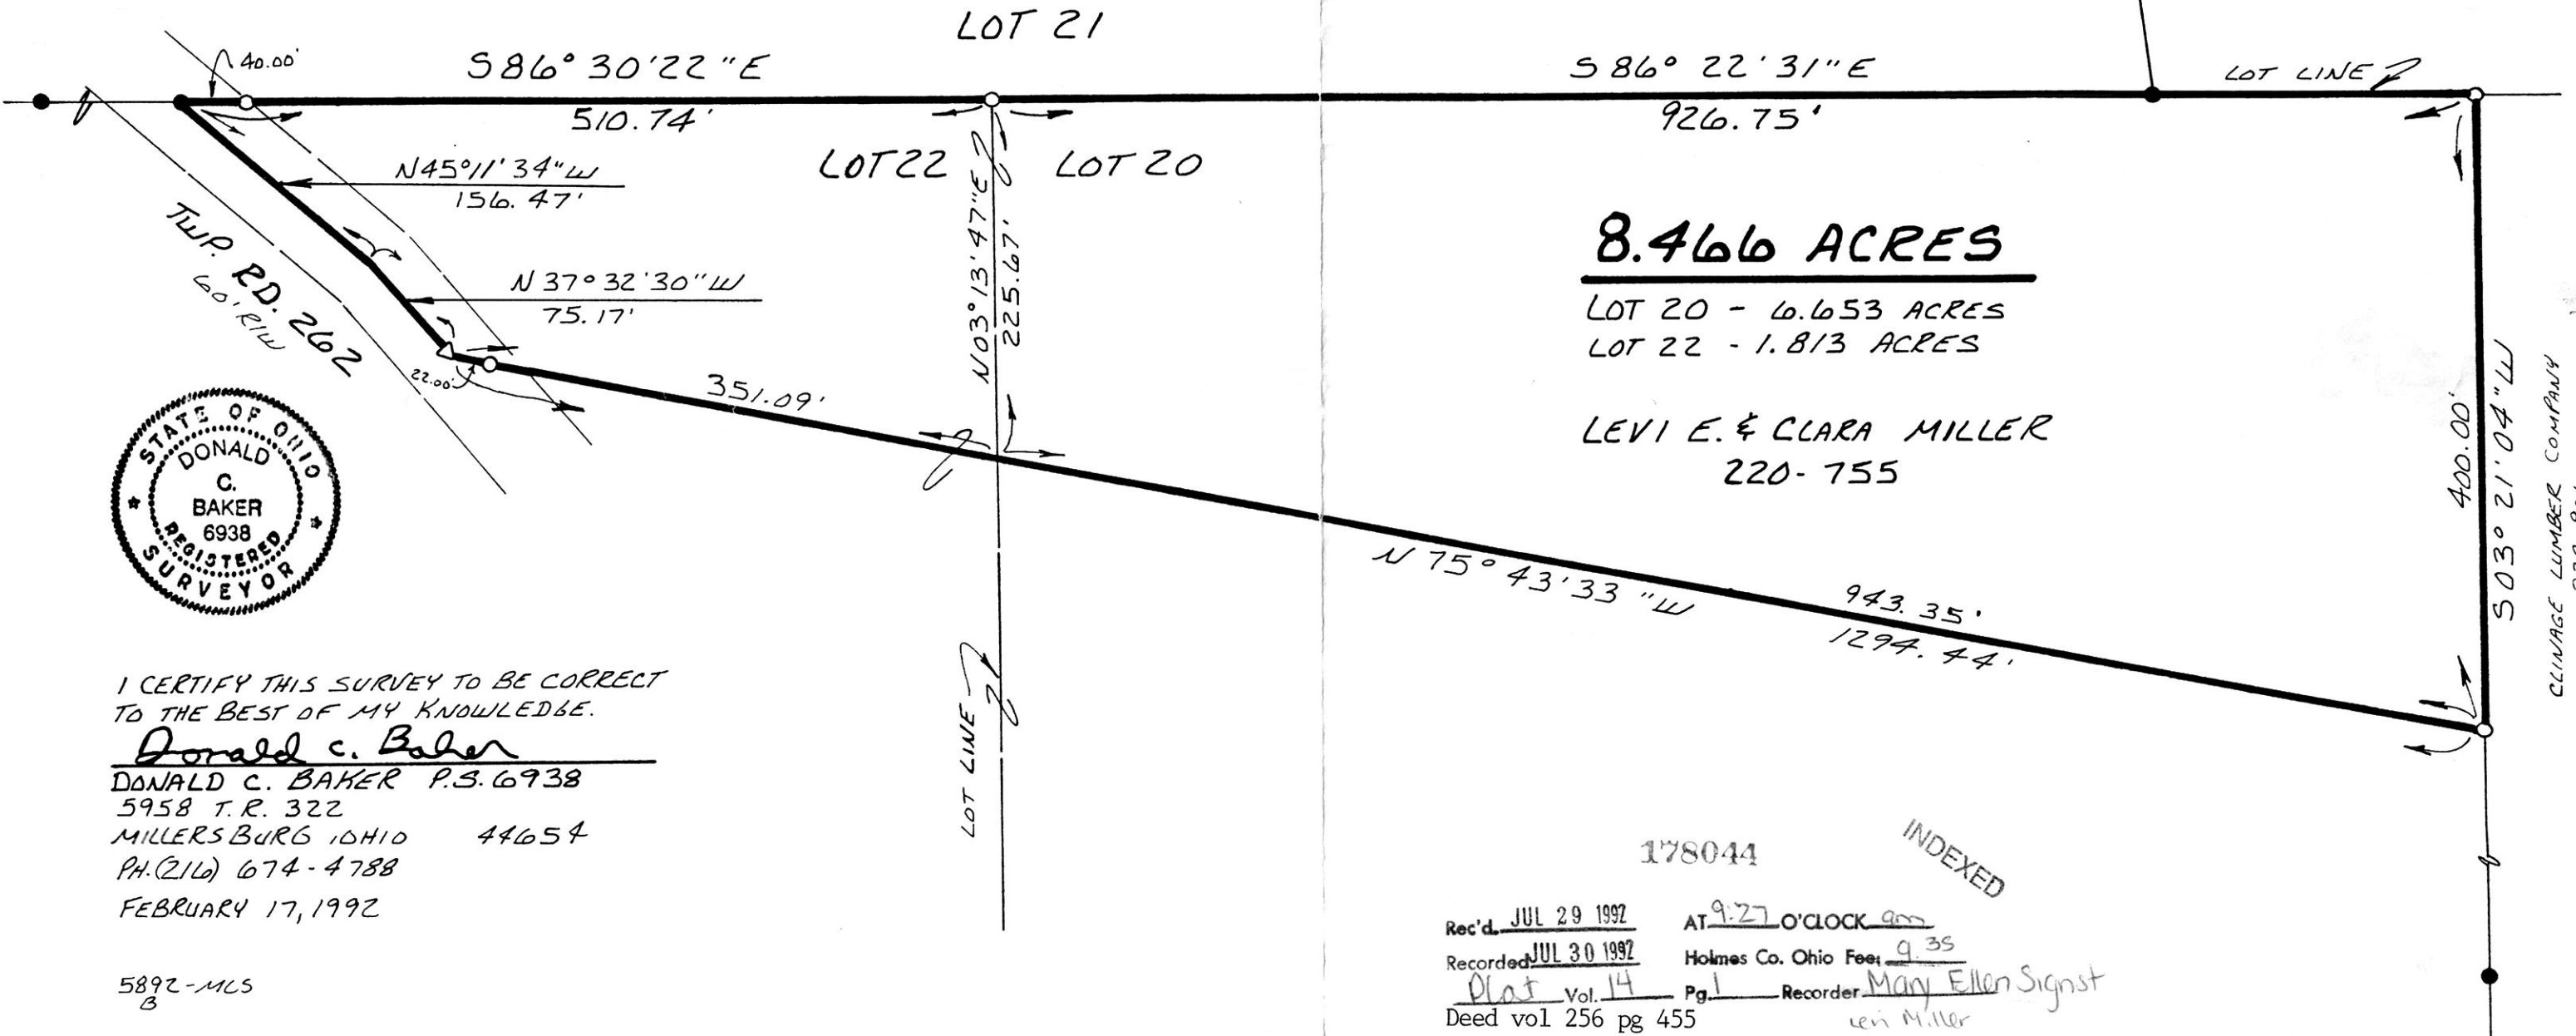 LOT 21
40.00'
S86° 30'22"E
510.74'
S 86° 22'31"E
926.75'
LOT LINE
N45°11'34"W
156.47'
LOT 22
LOT 20
N03°13'47"E
225.67'
TWP. RD. 262
60' R/W
N 37°32'30"W
75.17'
22.00'
351.09'
8.466 ACRES
LOT 20 - 6.653 ACRES
LOT 22 - 1.813 ACRES
LEVI E. & CLARA MILLER
220-755
400.00'
S03°21'04"W
CLINAGE LUMBER COMPANY
N 75° 43'33"W
943.35'
1294.44'
LOT LINE
STATE OF OHIO
DONALD
C.
BAKER
6938
REGISTERED
SURVEYOR
I CERTIFY THIS SURVEY TO BE CORRECT
TO THE BEST OF MY KNOWLEDGE.
Donald C. Baker
DONALD C. BAKER P.S. 6938
5958 T.R. 322
MILLERSBURG, OHIO 44654
PH.(216) 674-4788
FEBRUARY 17, 1992
5892-MLS
B
178044
INDEXED
Rec'd. JUL 29 1992 AT 9:27 O'CLOCK am
Recorded JUL 30 1992 Holmes Co. Ohio Fee: 9.35
Plat Vol. 14 Pg. 1 Recorder Mary Ellen Signst
Deed vol 256 pg 455
Levi Miller